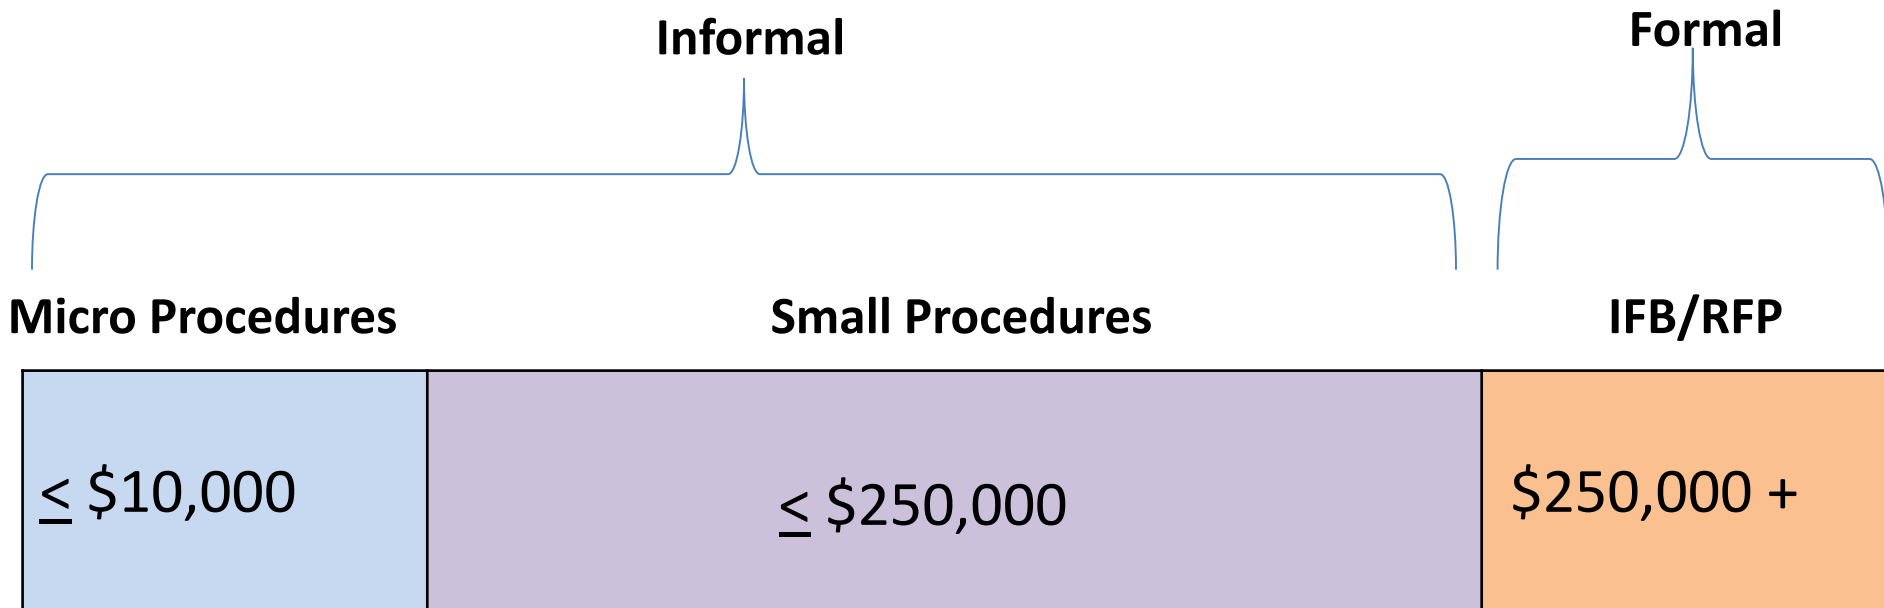 Informal
Formal
Micro Procedures
Small Procedures
IFB/RFP
≤ $10,000
≤ $250,000
$250,000 +